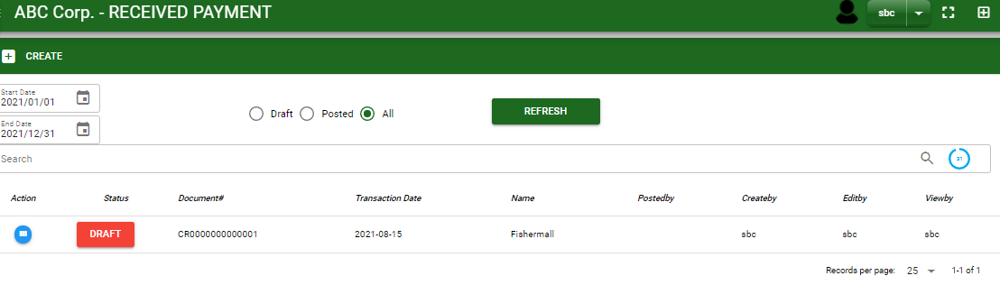 ABC Corp. - RECEIVED PAYMENT
sbc
CREATE
Start Date
2021/01/01
Draft Posted All
REFRESH
End Date
2021/12/31
Search
Action Status Document# Transaction Date Name Postedby Createby Editby Viewby
DRAFT CR0000000000001 2021-08-15 Fishermall sbc sbc sbc
Records per page: 25 1-1 of 1